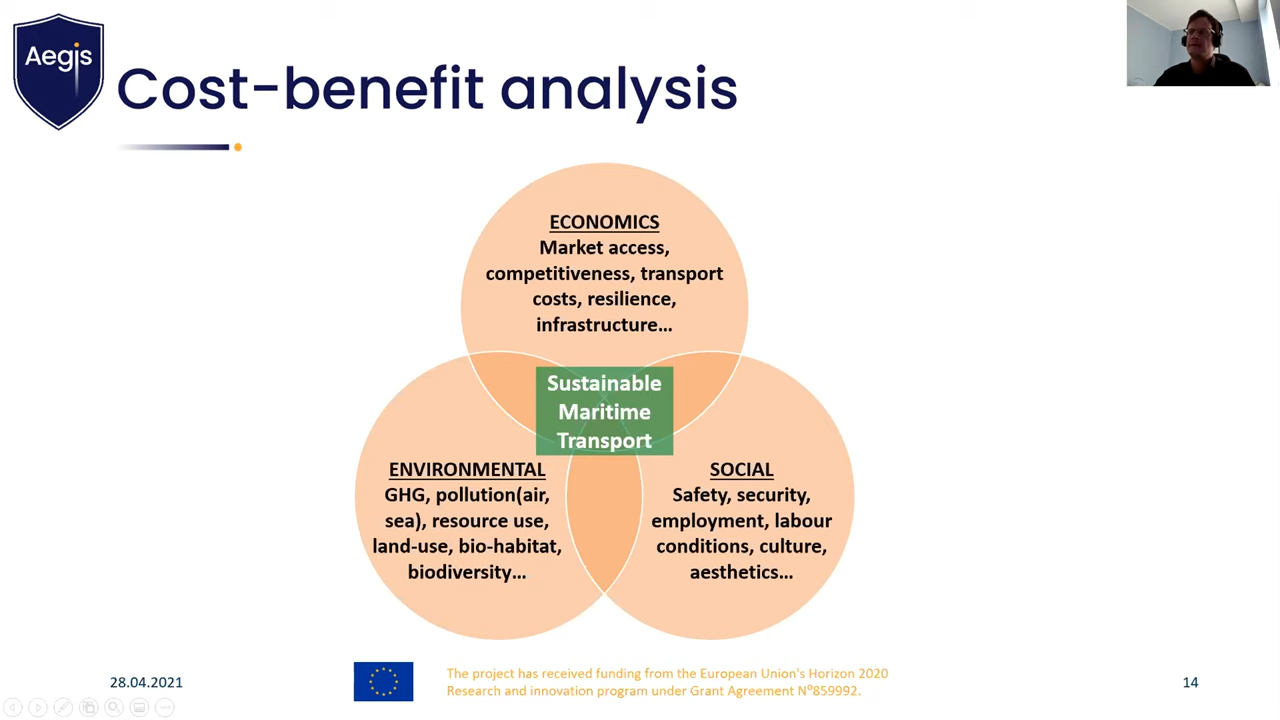 Aegis
Cost-benefit analysis
ECONOMICS
Market access,
competitiveness, transport
costs, resilience,
infrastructure...
Sustainable
Maritime
Transport
ENVIRONMENTAL
GHG, pollution(air,
sea), resource use,
land-use, bio-habitat,
biodiversity...
SOCIAL
Safety, security,
employment, labour
conditions, culture,
aesthetics...
28.04.2021
The project has received funding from the European Union's Horizon 2020
Research and innovation program under Grant Agreement Nº859992.
14